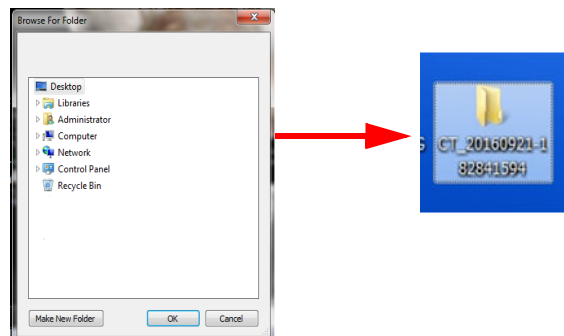 Browse For Folder
Desktop
Libraries
Administrator
Computer
Network
Control Panel
Recycle Bin
Make New Folder
OK
Cancel
CT_20160921-1
82841594